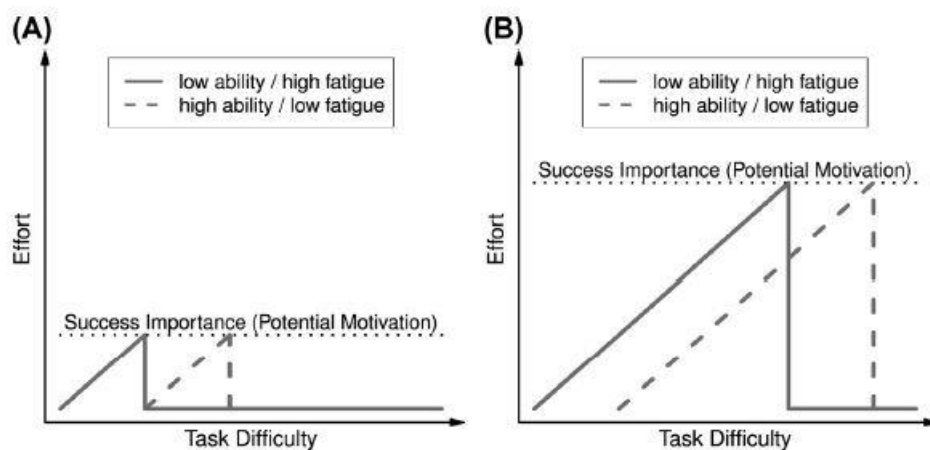 (A)
low ability / high fatigue
high ability / low fatigue
Success Importance (Potential Motivation)
Effort
Task Difficulty
(B)
low ability / high fatigue
high ability / low fatigue
Success Importance (Potential Motivation)
Effort
Task Difficulty